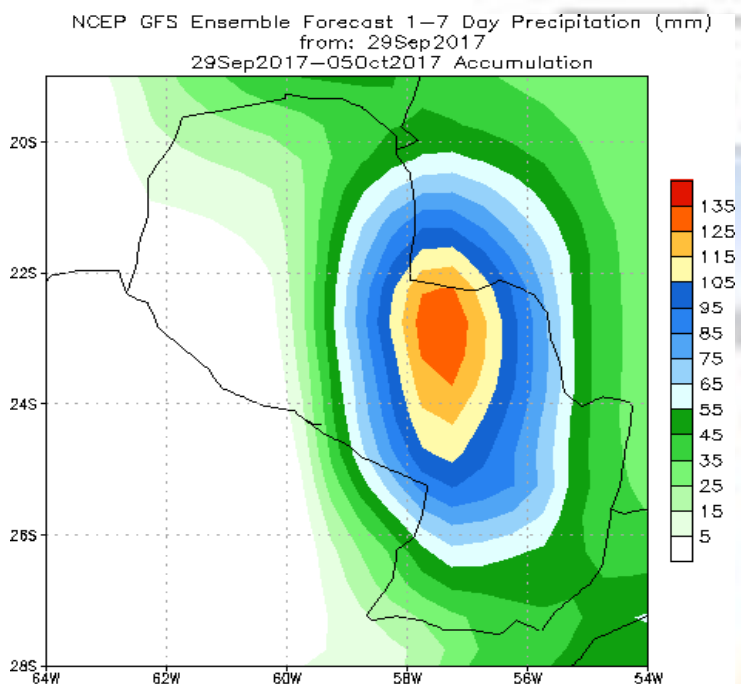 NCEP GFS Ensemble Forecast 1-7 Day Precipitation (mm)
from: 29Sep2017
29Sep2017-05Oct2017 Accumulation
20S
22S
24S
26S
28S
64W
62W
60W
58W
56W
54W
135
125
115
105
95
85
75
65
55
45
35
25
15
5